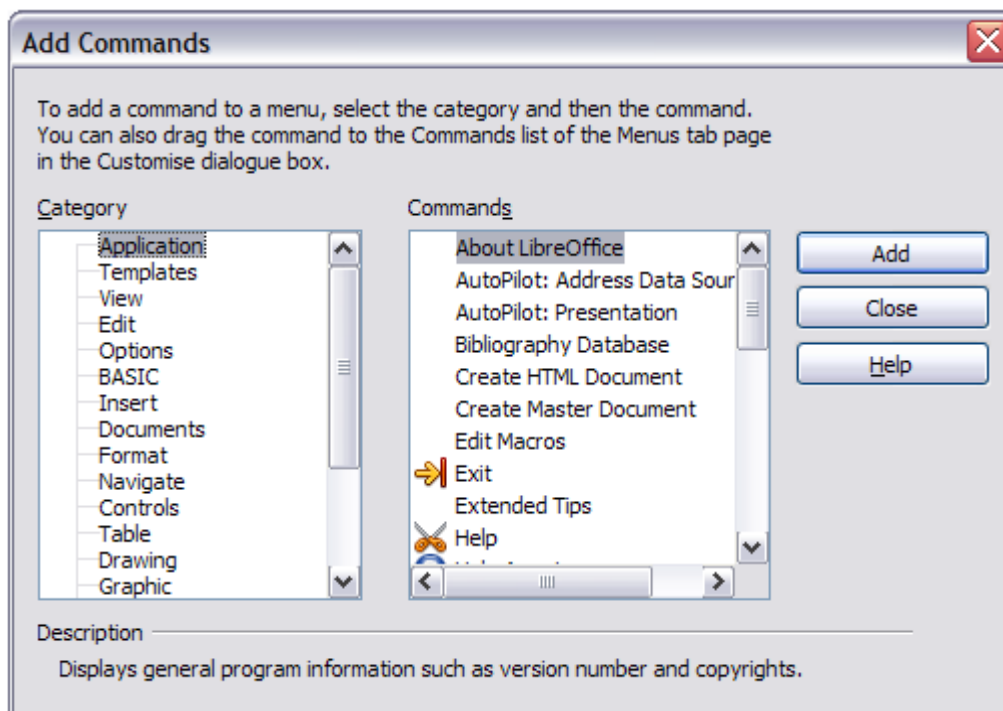 Add Commands
To add a command to a menu, select the category and then the command.
You can also drag the command to the Commands list of the Menus tab page
in the Customise dialogue box.
Category
Application
Templates
View
Edit
Options
BASIC
Insert
Documents
Format
Navigate
Controls
Table
Drawing
Graphic
Commands
About LibreOffice
AutoPilot: Address Data Sour
AutoPilot: Presentation
Bibliography Database
Create HTML Document
Create Master Document
Edit Macros
Exit
Extended Tips
Help
Add
Close
Help
Description
Displays general program information such as version number and copyrights.